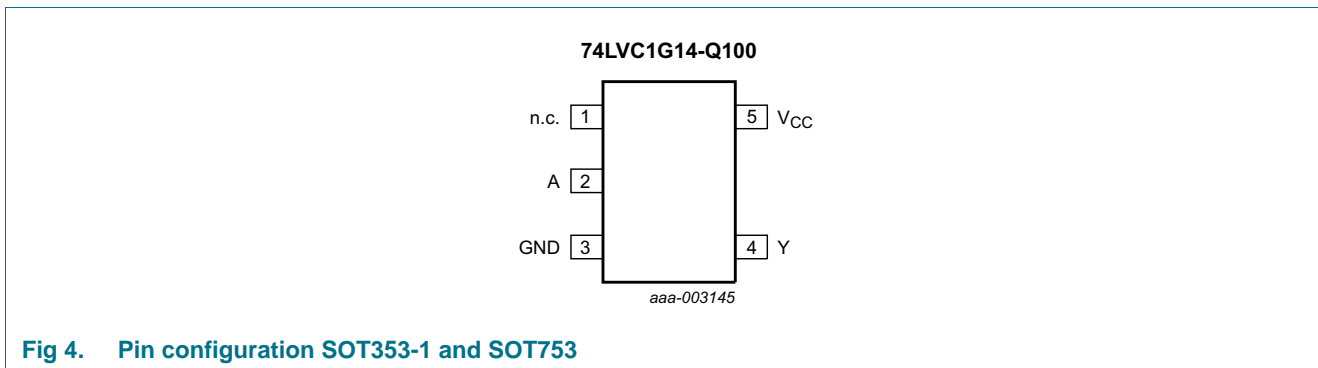 74LVC1G14-Q100
n.c. 1 5 VCC
A 2
GND 3 4 Y
aaa-003145
Fig 4. Pin configuration SOT353-1 and SOT753